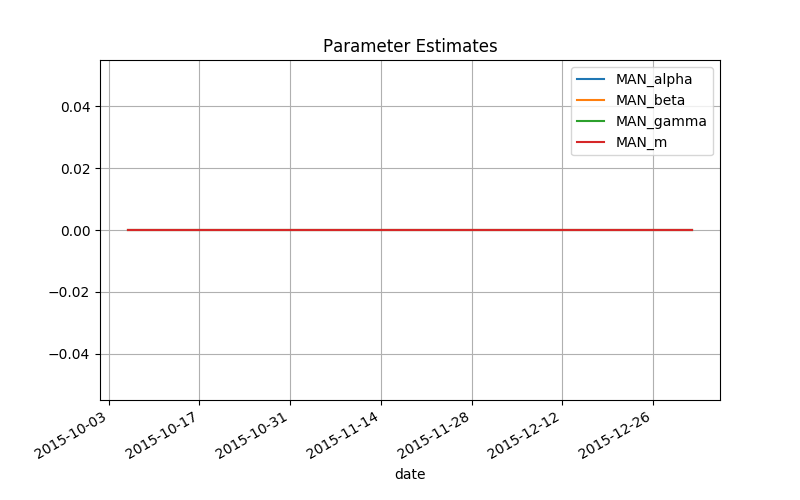 Parameter Estimates
MAN_alpha
MAN_beta
MAN_gamma
MAN_m
0.04
0.02
0.00
−0.02
−0.04
2015-10-03
2015-10-17
2015-10-31
2015-11-14
2015-11-28
2015-12-12
2015-12-26
date